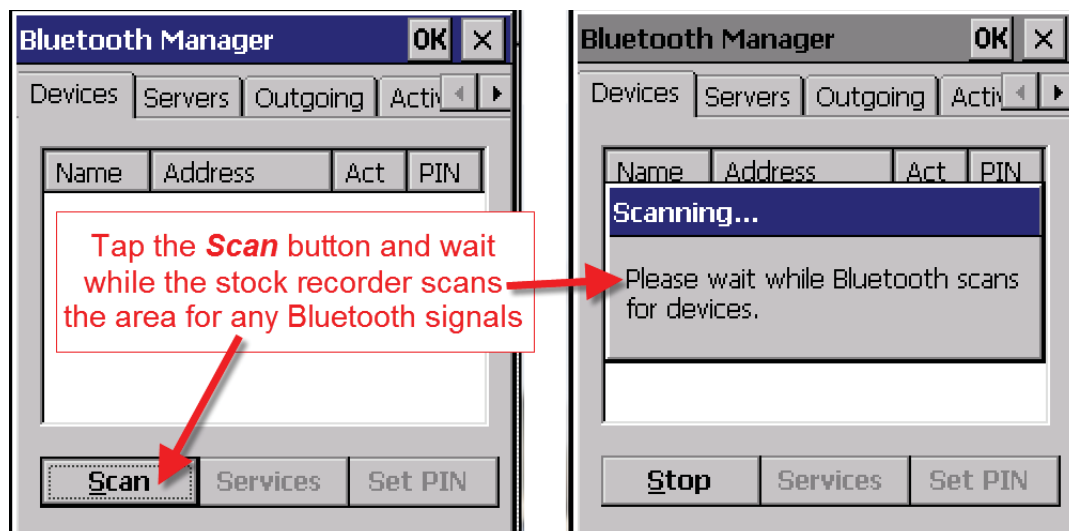 Bluetooth Manager OK ×
Devices Servers Outgoing Activ
Name Address Act PIN
Tap the Scan button and wait
while the stock recorder scans
the area for any Bluetooth signals
Scan Services Set PIN
Bluetooth Manager OK ×
Devices Servers Outgoing Activ
Name Address Act PIN
Scanning...
Please wait while Bluetooth scans
for devices.
Stop Services Set PIN